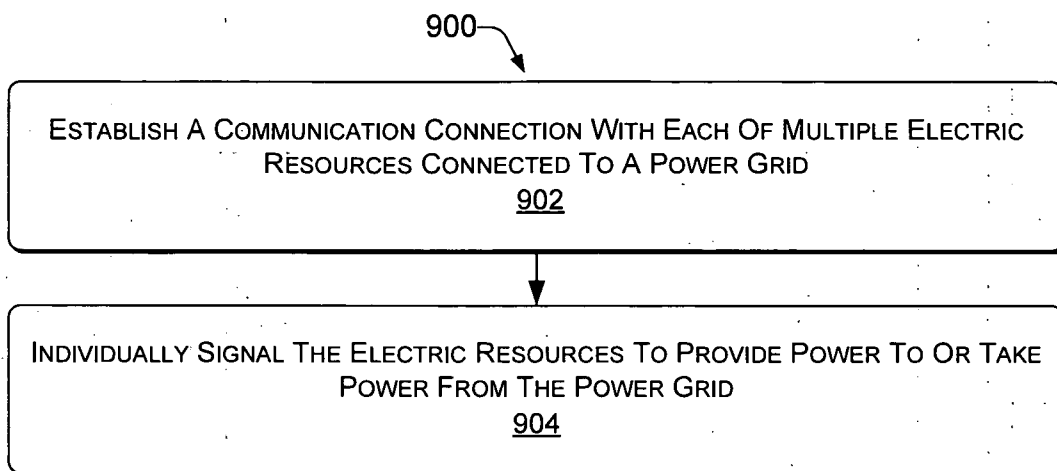 900
ESTABLISH A COMMUNICATION CONNECTION WITH EACH OF MULTIPLE ELECTRIC
RESOURCES CONNECTED TO A POWER GRID
902
INDIVIDUALLY SIGNAL THE ELECTRIC RESOURCES TO PROVIDE POWER TO OR TAKE
POWER FROM THE POWER GRID
904